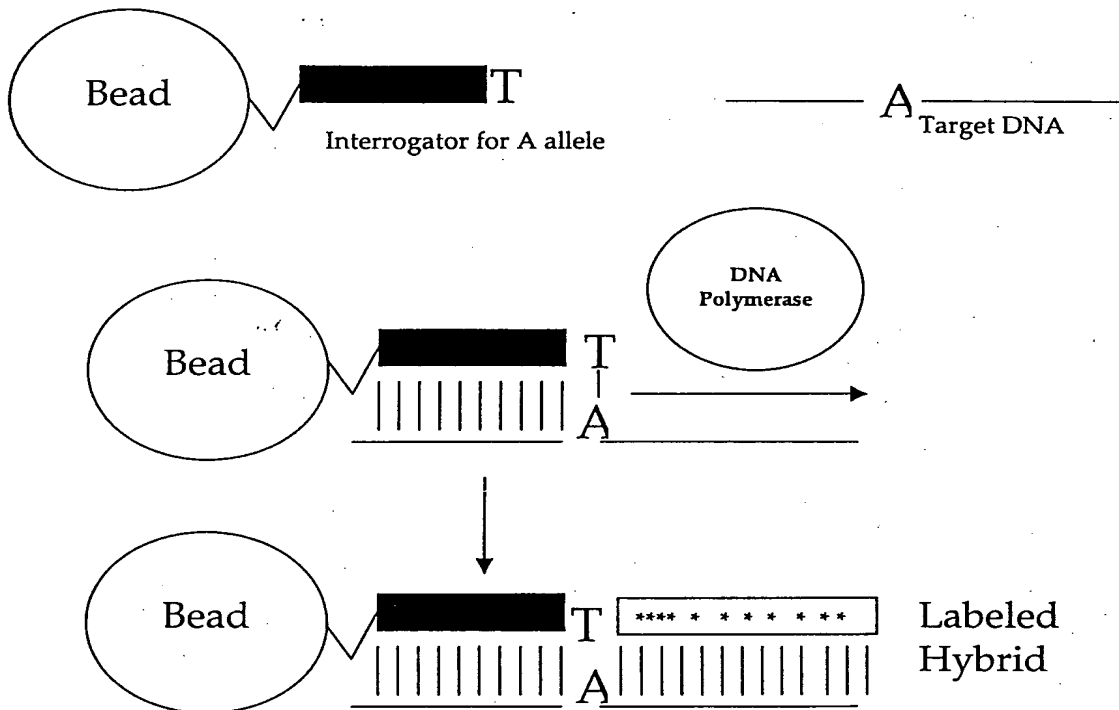 Bead
T
Interrogator for A allele
A
Target DNA
DNA
Polymerase
Bead
T
A
Bead
T
**** * * * * * * *
A
Labeled
Hybrid